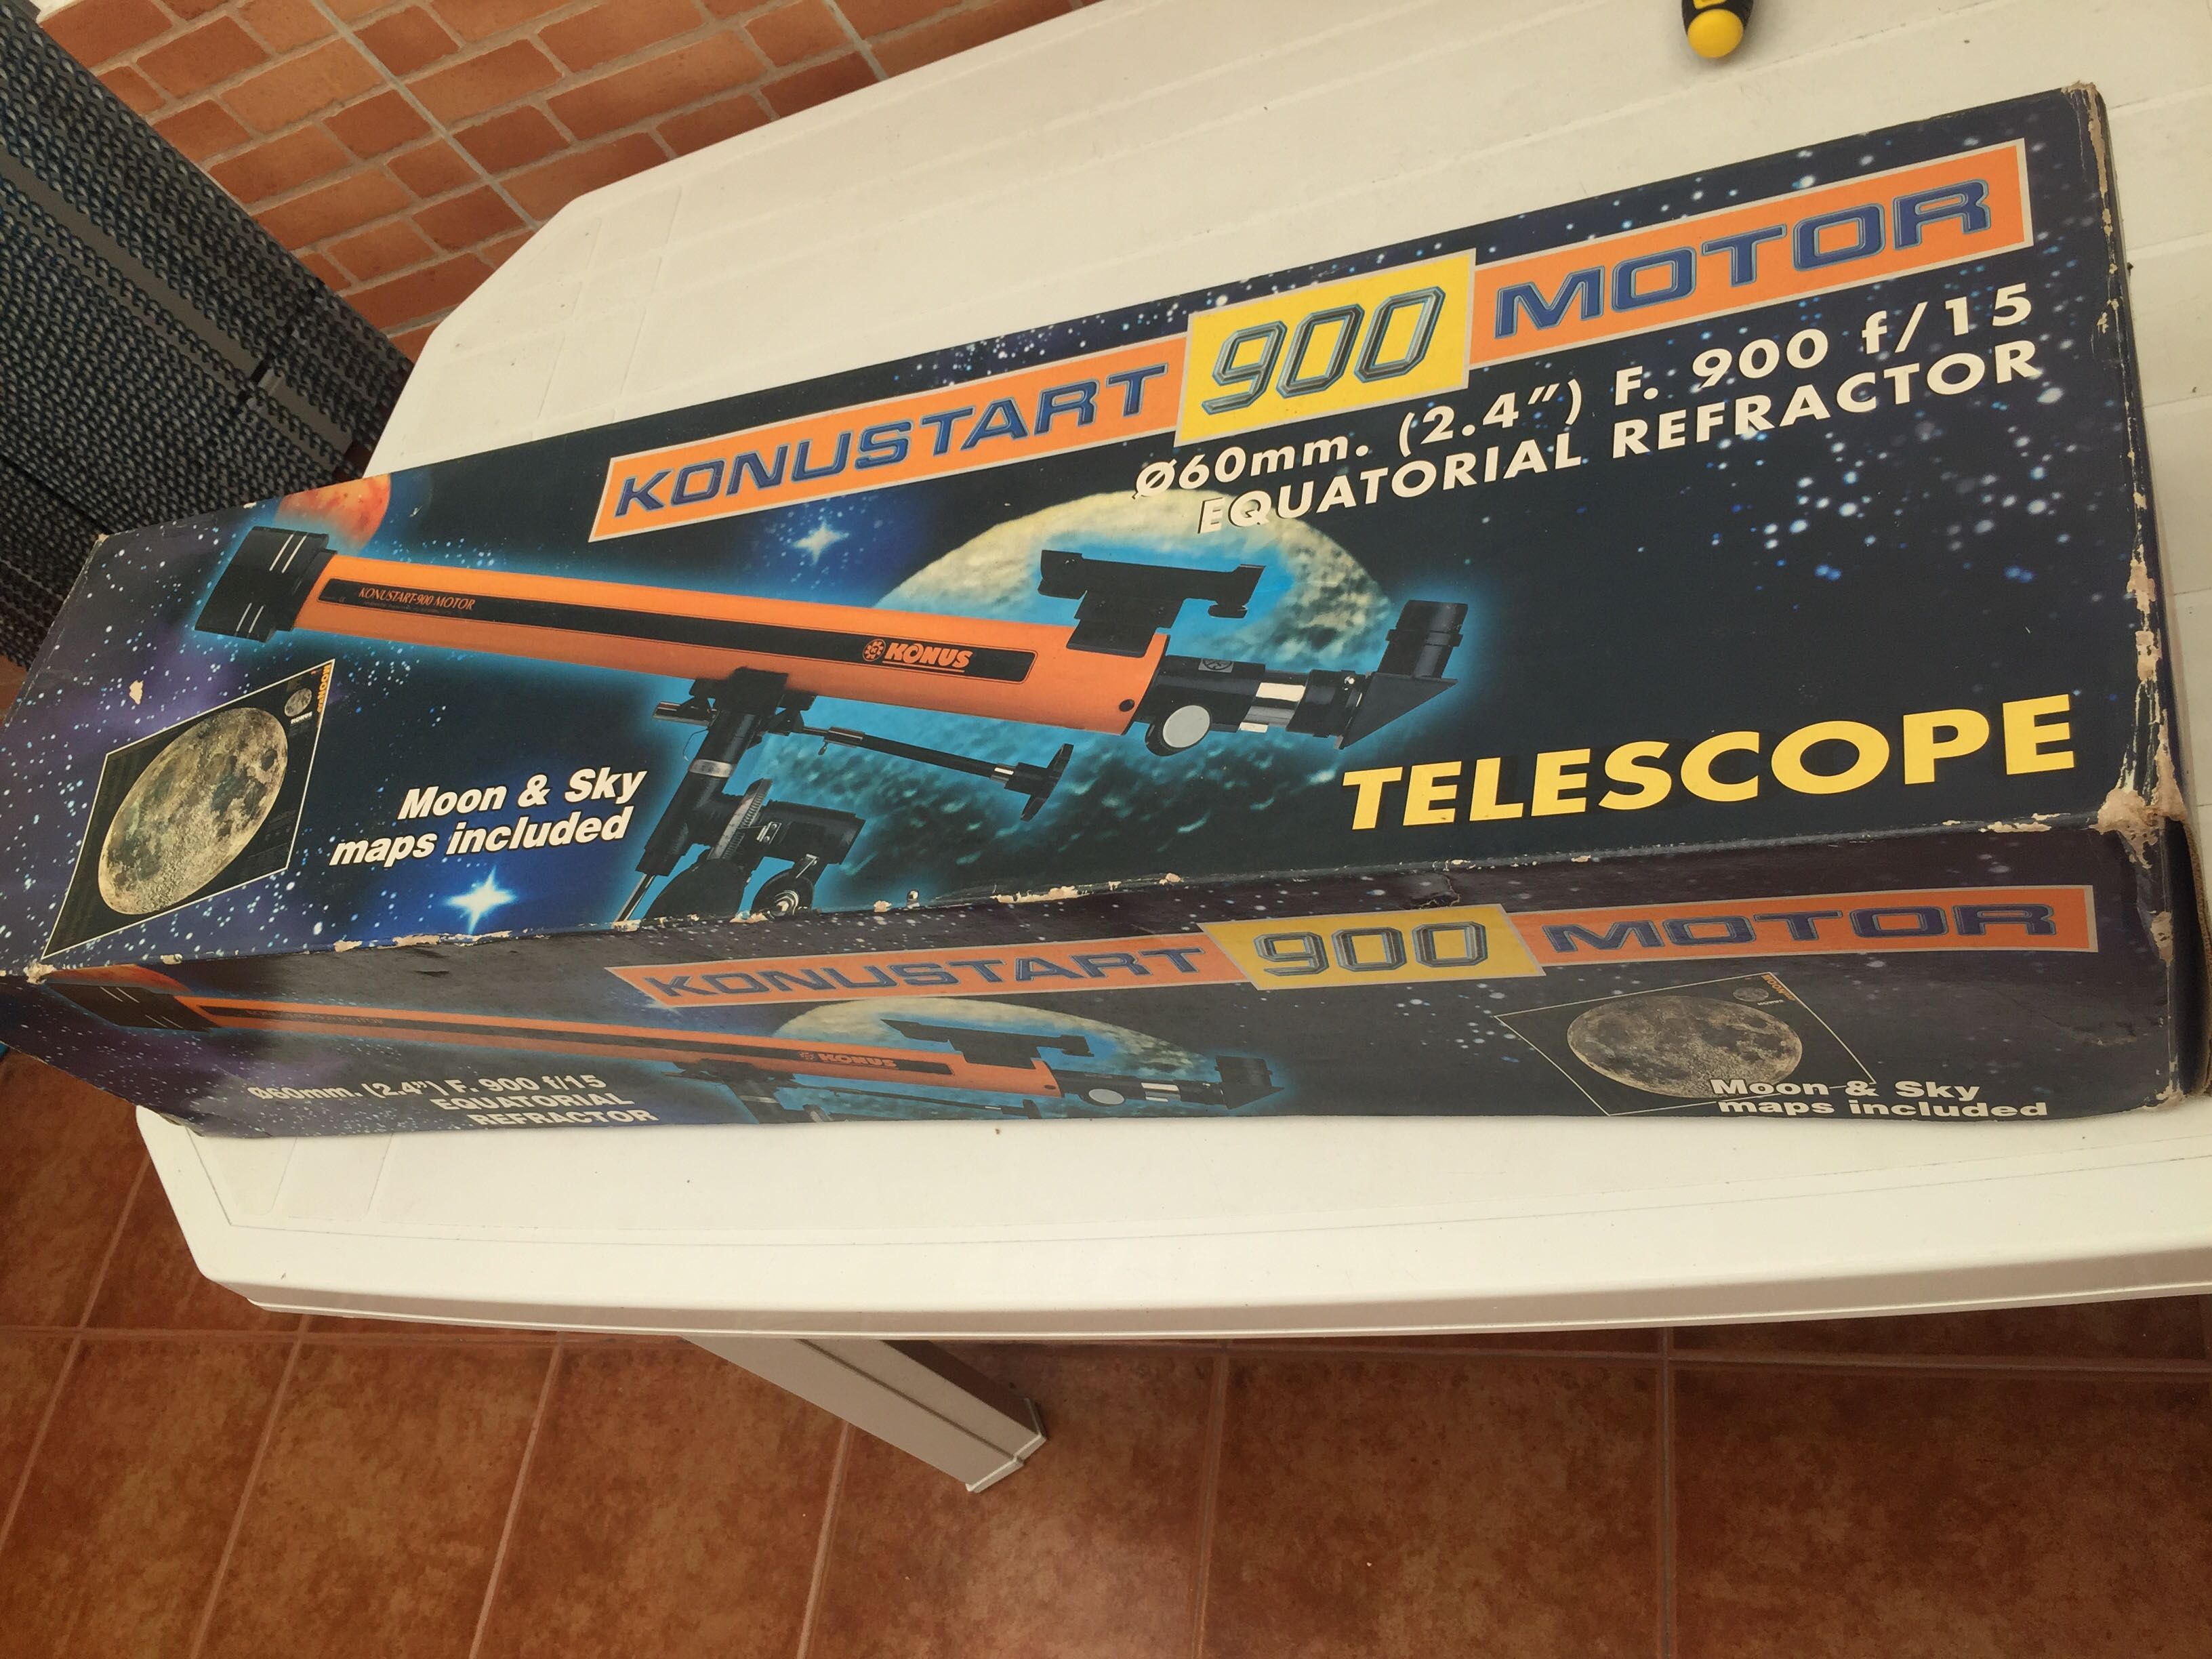 KONUSTART 900 MOTOR
Ø60mm. (2.4") F. 900 f/15
EQUATORIAL REFRACTOR
KONUSTART-900 MOTOR
KONUS
MOON
Moon & Sky
maps included
TELESCOPE
KONUSTART 900 MOTOR
KONUS
Ø60mm. (2.4") F. 900 f/15
EQUATORIAL
REFRACTOR
Moon & Sky
maps included